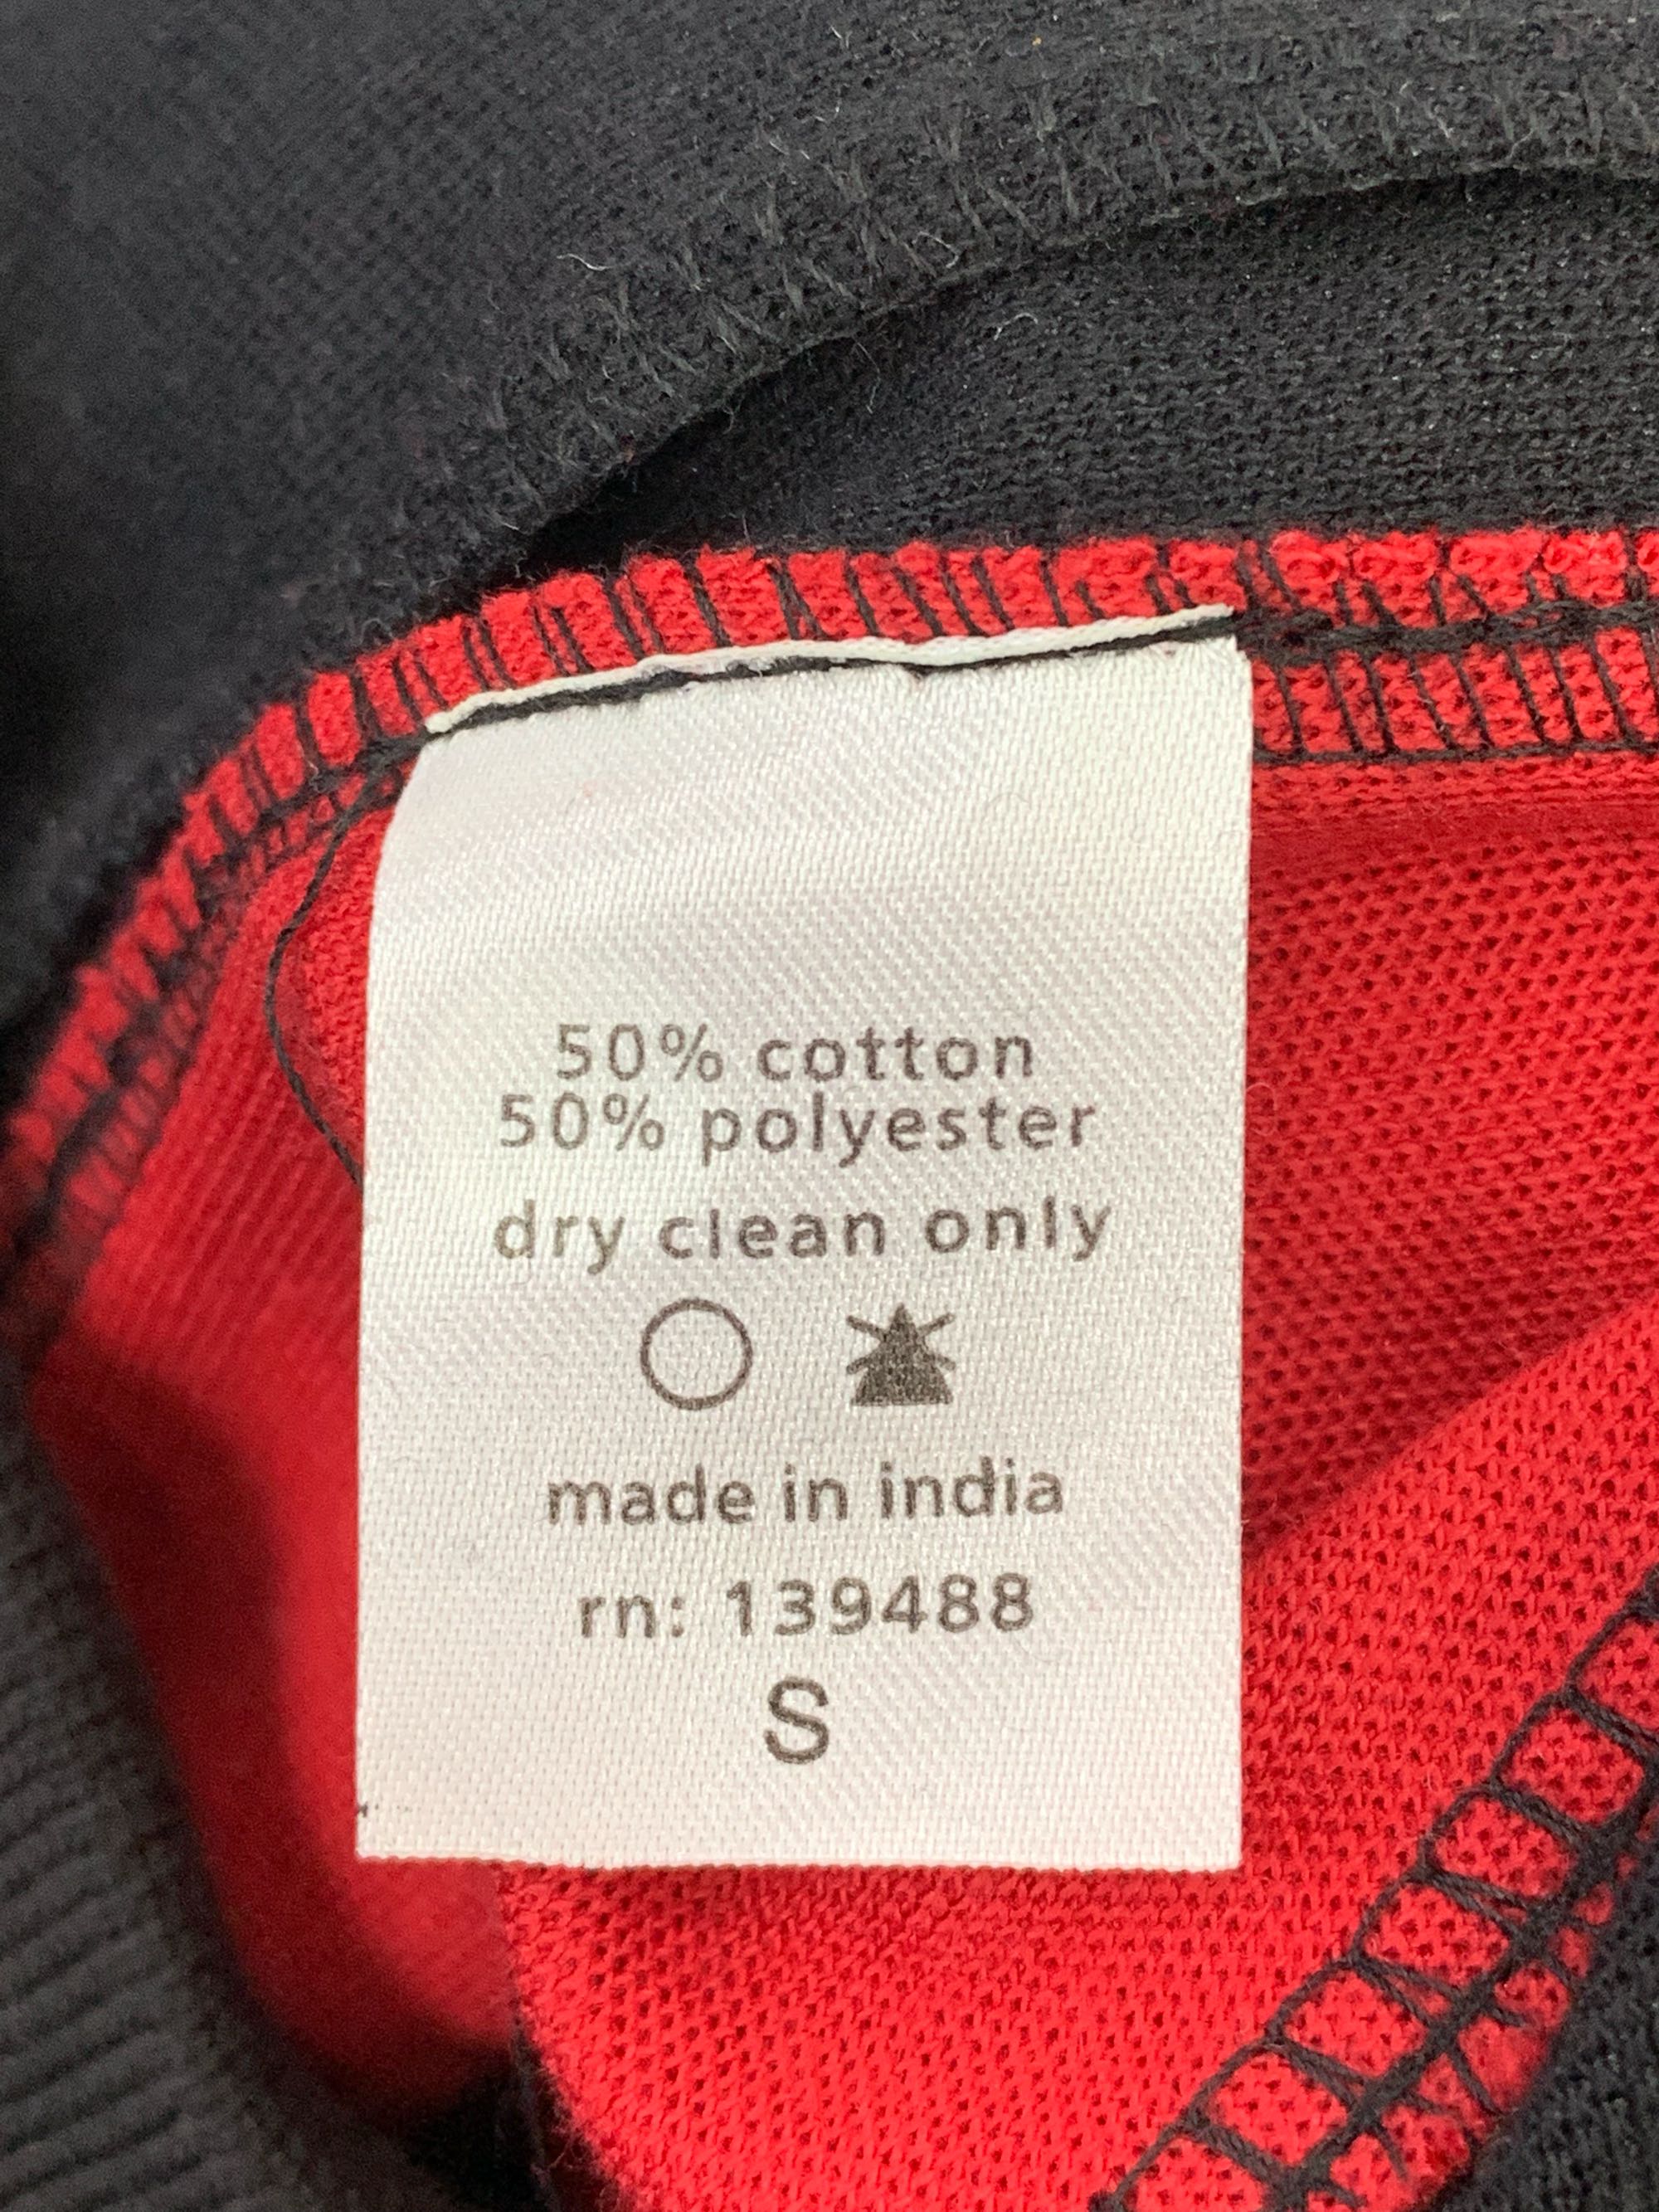 50% cotton
50% polyester
dry clean only
made in india
rn: 139488
S